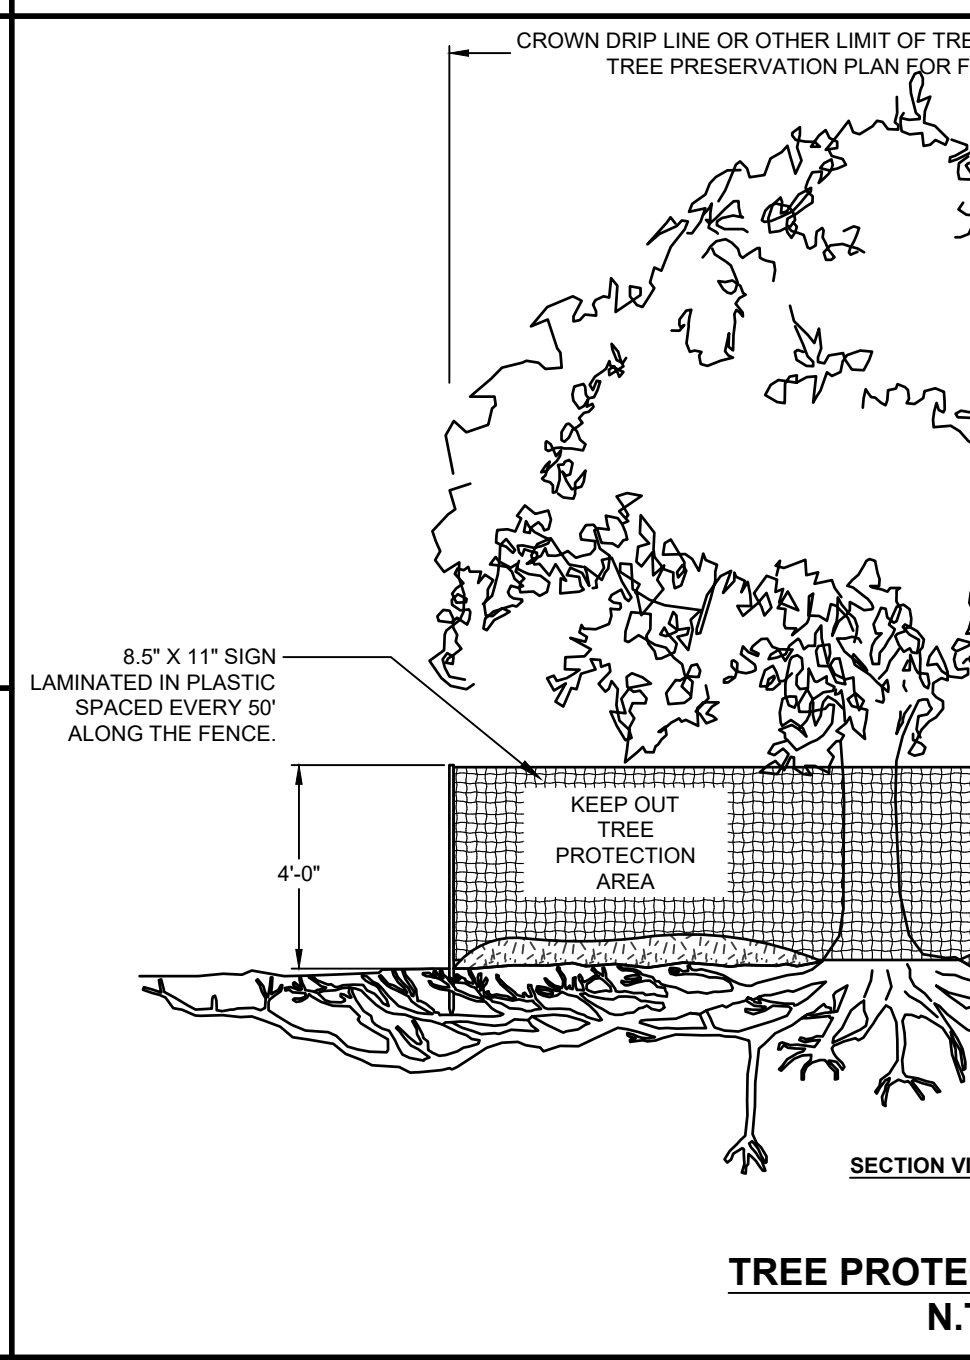 CROWN DRIP LINE OR OTHER LIMIT OF TRE
TREE PRESERVATION PLAN FOR F
8.5" X 11" SIGN
LAMINATED IN PLASTIC
SPACED EVERY 50'
ALONG THE FENCE.
KEEP OUT
TREE
PROTECTION
AREA
4'-0"
SECTION VI
TREE PROTE
N.T